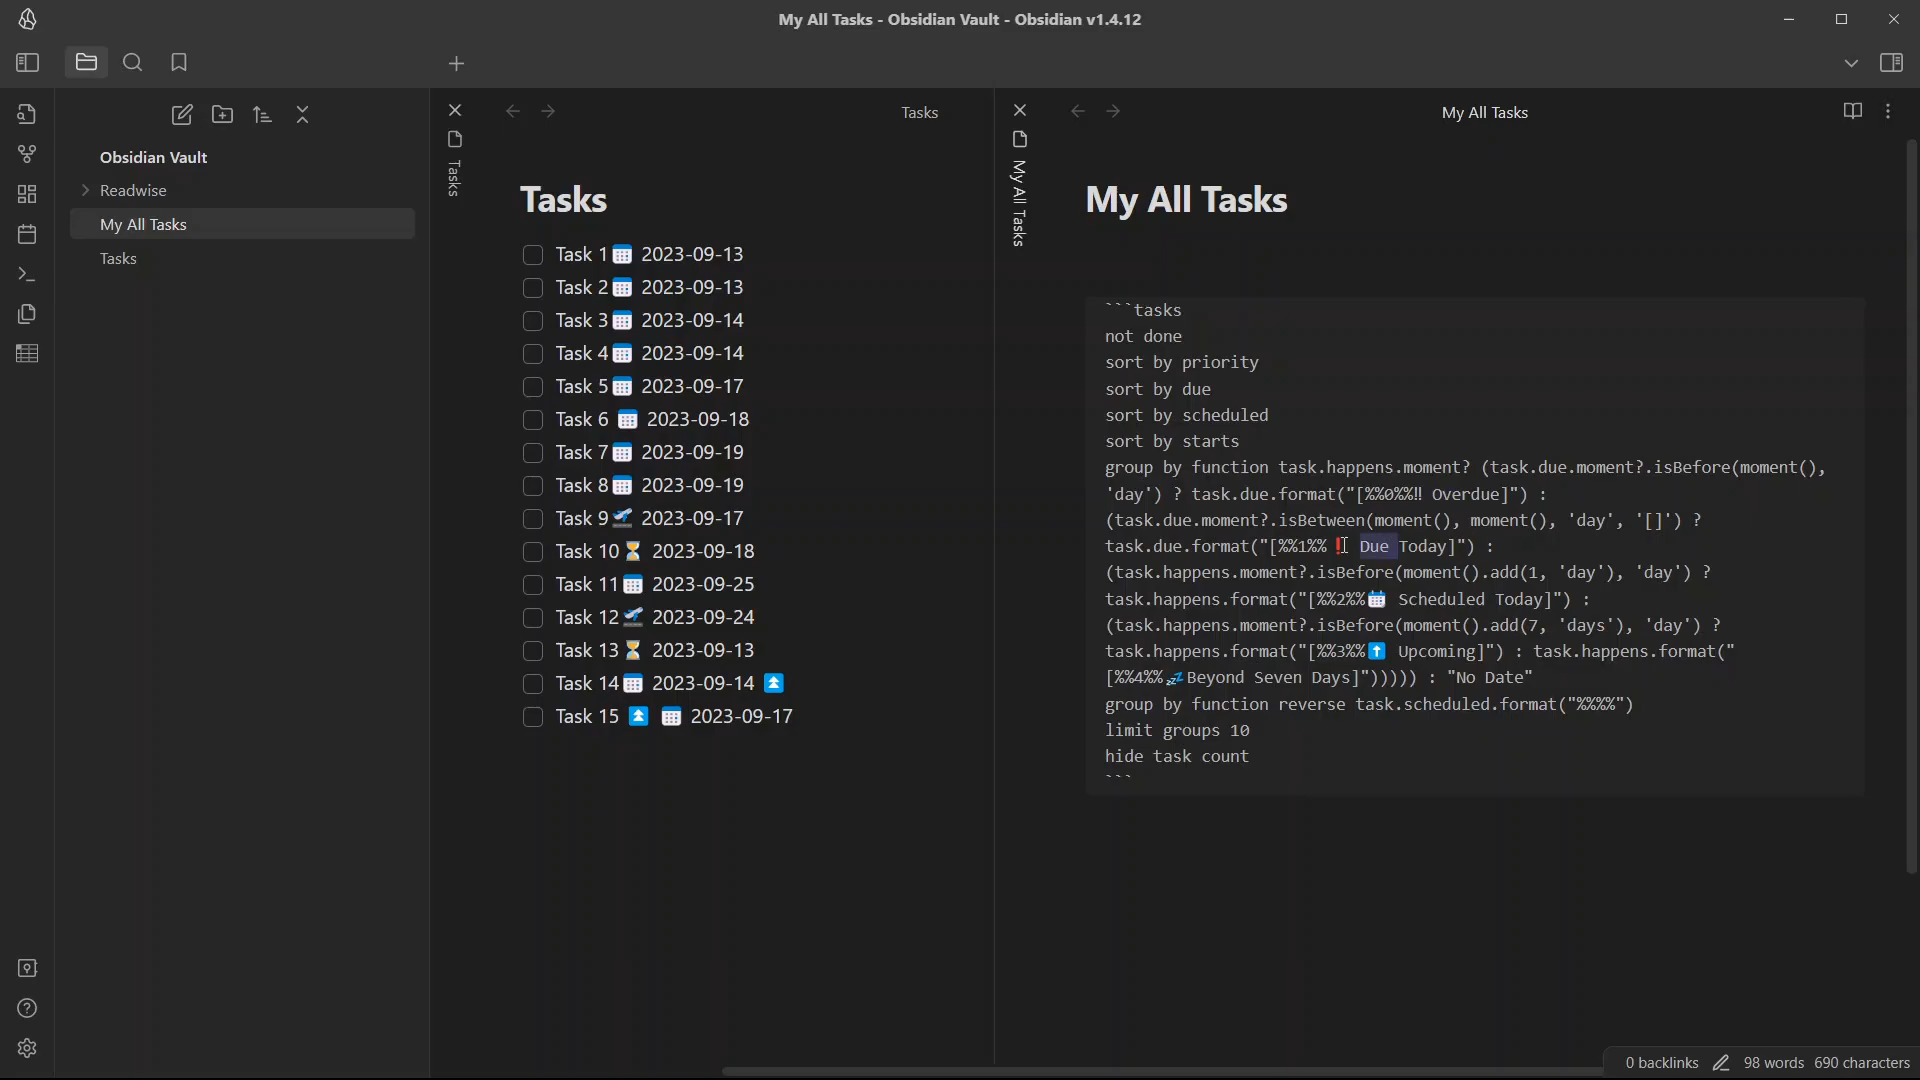 My All Tasks - Obsidian Vault - Obsidian v1.4.12
Obsidian Vault
Readwise
My All Tasks
Tasks
Tasks
Tasks
Tasks
Task 1📅 2023-09-13
Task 2📅 2023-09-13
Task 3📅 2023-09-14
Task 4📅 2023-09-14
Task 5📅 2023-09-17
Task 6 📅 2023-09-18
Task 7📅 2023-09-19
Task 8📅 2023-09-19
Task 9🛫 2023-09-17
Task 10⏳ 2023-09-18
Task 11📅 2023-09-25
Task 12🛫 2023-09-24
Task 13⏳ 2023-09-13
Task 14📅 2023-09-14 ⏫
Task 15 ⏫ 📅 2023-09-17
My All Tasks
My All Tasks
My All Tasks
```tasks
not done
sort by priority
sort by due
sort by scheduled
sort by starts
group by function task.happens.moment? (task.due.moment?.isBefore(moment(),
'day') ? task.due.format("[%%0%%‼ Overdue]") :
(task.due.moment?.isBetween(moment(), moment(), 'day', '[]') ?
task.due.format("[%%1%% ❗ Due Today]") :
(task.happens.moment?.isBefore(moment().add(1, 'day'), 'day') ?
task.happens.format("[%%2%%📅 Scheduled Today]") :
(task.happens.moment?.isBefore(moment().add(7, 'days'), 'day') ?
task.happens.format("[%%3%%⬆️ Upcoming]") : task.happens.format("
[%%4%%💤Beyond Seven Days]"))))) : "No Date"
group by function reverse task.scheduled.format("%%%%")
limit groups 10
hide task count
```
0 backlinks 98 words 690 characters